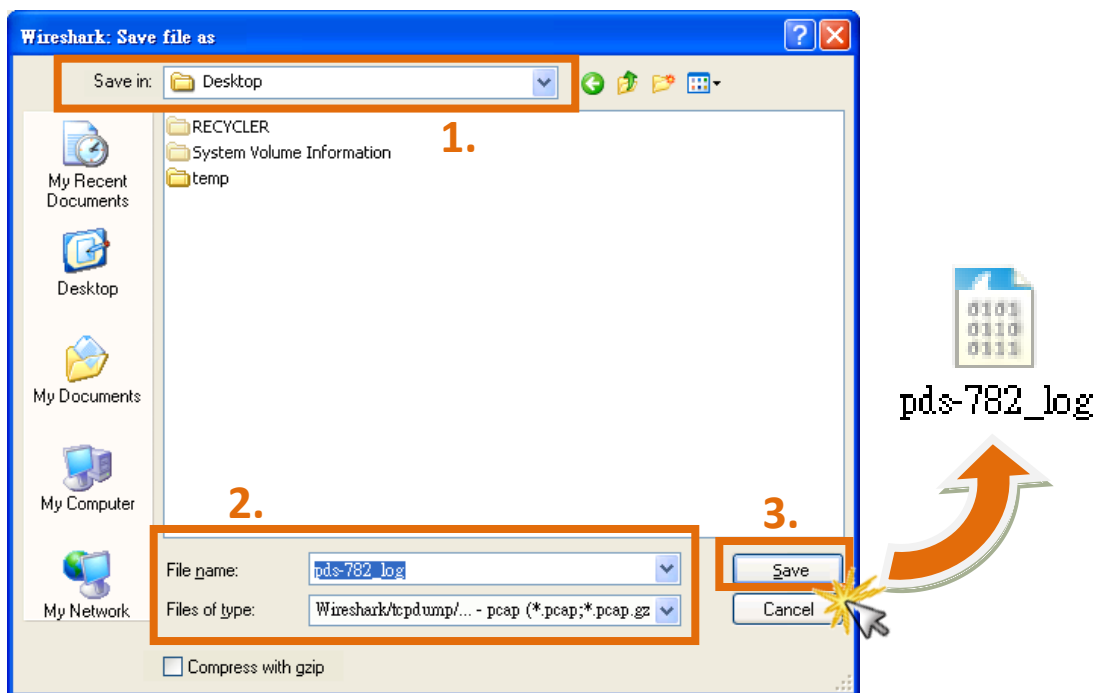 Wireshark: Save file as
Save in:
Desktop
1.
RECYCLER
System Volume Information
temp
My Recent
Documents
Desktop
My Documents
My Computer
My Network
2.
File name:
pds-782_log
Files of type:
Wireshark/tcpdump/... - pcap (*.pcap;*.pcap.gz
3.
Save
Cancel
Compress with gzip
0101
0110
0111
pds-782_log